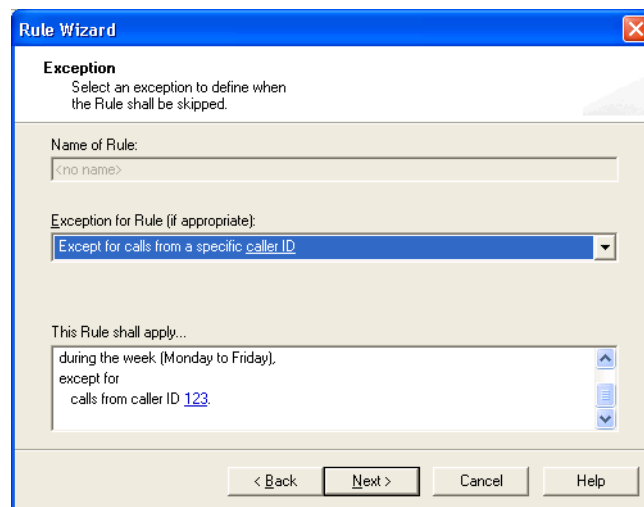 Rule Wizard
Exception
Select an exception to define when
the Rule shall be skipped.
Name of Rule:
<no name>
Exception for Rule (if appropriate):
Except for calls from a specific caller ID
This Rule shall apply...
during the week (Monday to Friday),
except for
calls from caller ID 123.
< Back Next > Cancel Help